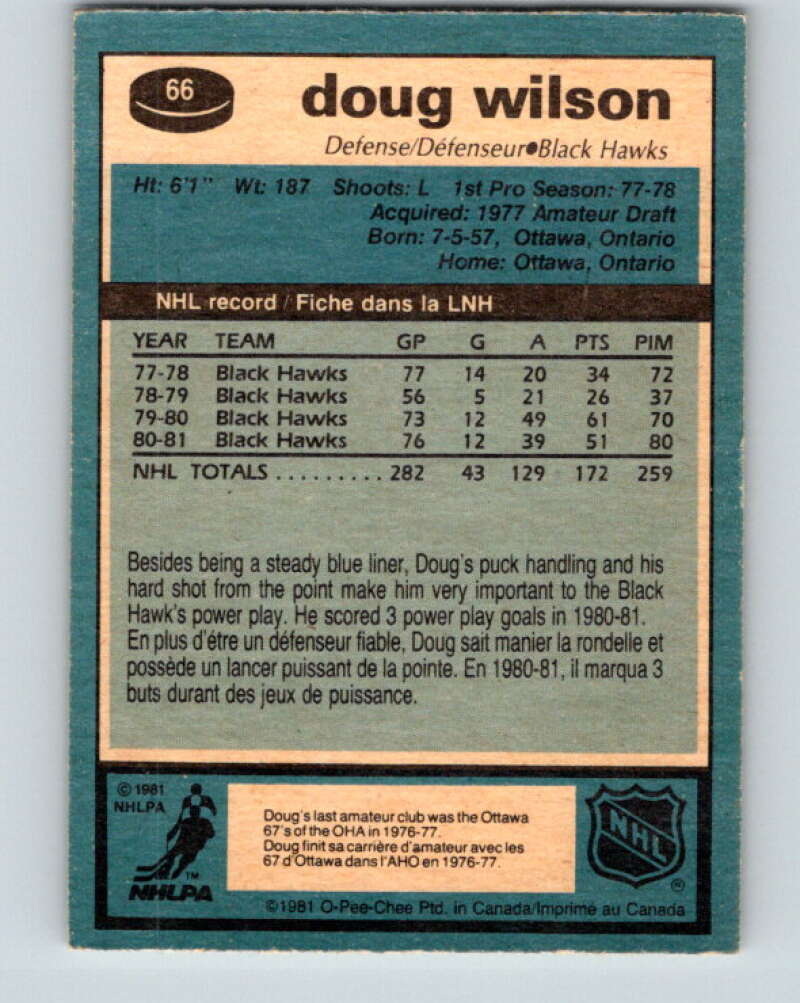 66
doug wilson
Defense/Défenseur●Black Hawks
Ht: 6'1" Wt: 187 Shoots: L 1st Pro Season: 77-78
Acquired: 1977 Amateur Draft
Born: 7-5-57, Ottawa, Ontario
Home: Ottawa, Ontario
NHL record / Fiche dans la LNH
YEAR TEAM GP G A PTS PIM
77-78 Black Hawks 77 14 20 34 72
78-79 Black Hawks 56 5 21 26 37
79-80 Black Hawks 73 12 49 61 70
80-81 Black Hawks 76 12 39 51 80
NHL TOTALS ......... 282 43 129 172 259
Besides being a steady blue liner, Doug's puck handling and his
hard shot from the point make him very important to the Black
Hawk's power play. He scored 3 power play goals in 1980-81.
En plus d'étre un défenseur fiable, Doug sait manier la rondelle et
possède un lancer puissant de la pointe. En 1980-81, il marqua 3
buts durant des jeux de puissance.
© 1981
NHLPA
TM
NHLPA
Doug's last amateur club was the Ottawa
67's of the OHA in 1976-77.
Doug finit sa carrière d'amateur avec les
67 d'Ottawa dans l'AHO en 1976-77.
NHL
®
©1981 O-Pee-Chee Ptd. in Canada/Imprimé au Canada